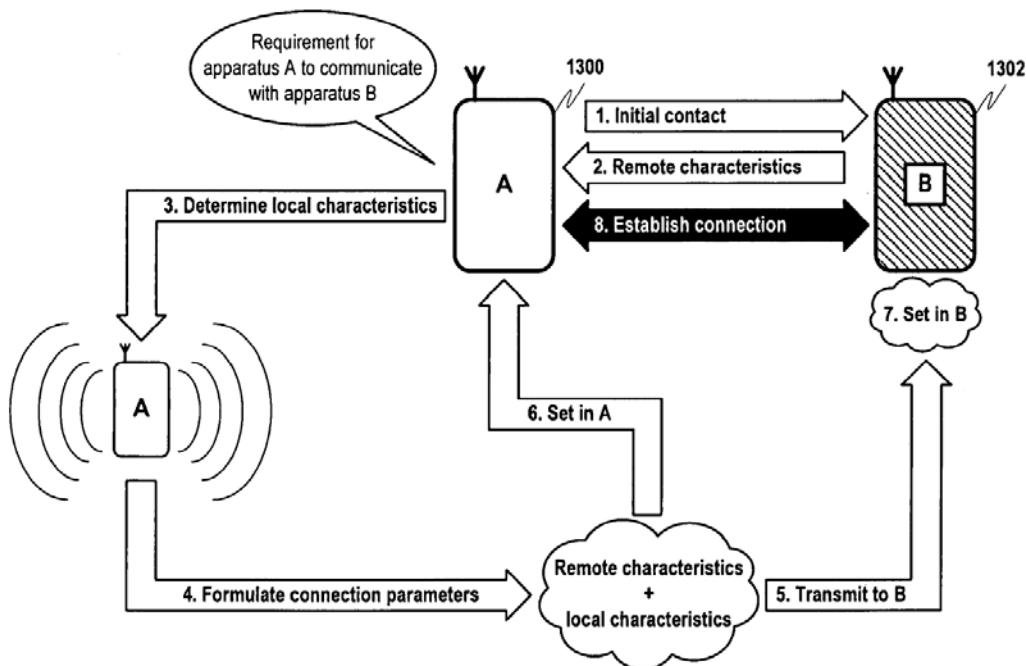 Requirement for
apparatus A to communicate
with apparatus B
1300
1302
1. Initial contact
2. Remote characteristics
A
B
3. Determine local characteristics
8. Establish connection
7. Set in B
A
6. Set in A
Remote characteristics
+
local characteristics
4. Formulate connection parameters
5. Transmit to B